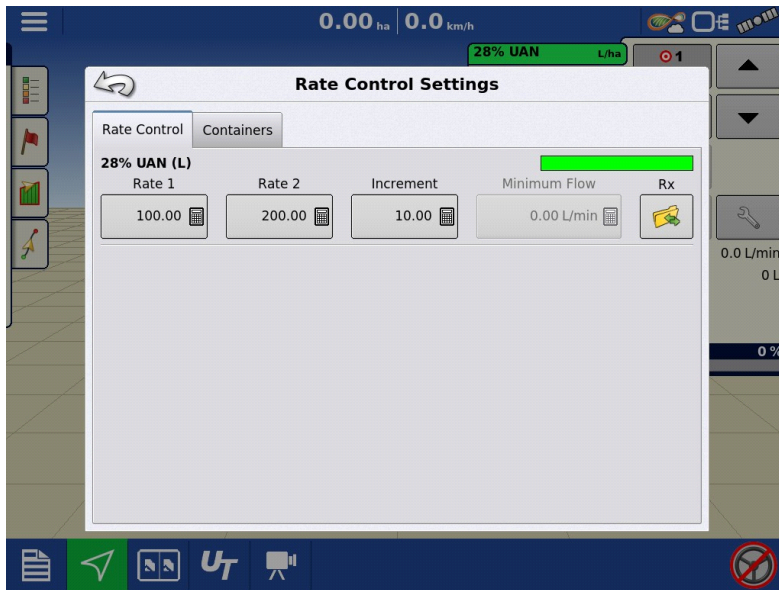 0.00 ha 0.0 km/h
28% UAN L/ha
1
Rate Control Settings
Rate Control Containers
28% UAN (L)
Rate 1 Rate 2 Increment Minimum Flow Rx
100.00 200.00 10.00 0.00 L/min
0.0 L/min
0 L
0 %
UT